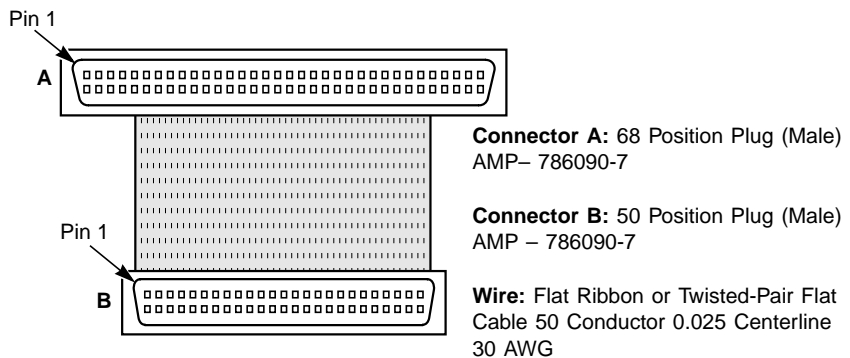 Pin 1
A
Connector A: 68 Position Plug (Male)
AMP– 786090-7
Connector B: 50 Position Plug (Male)
AMP – 786090-7
Pin 1
B
Wire: Flat Ribbon or Twisted-Pair Flat
Cable 50 Conductor 0.025 Centerline
30 AWG